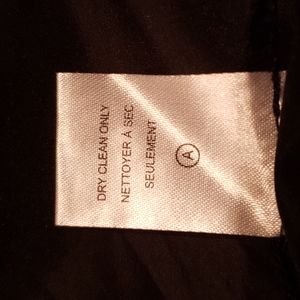 DRY CLEAN ONLY
NETTOYER À SEC
SEULEMENT
A